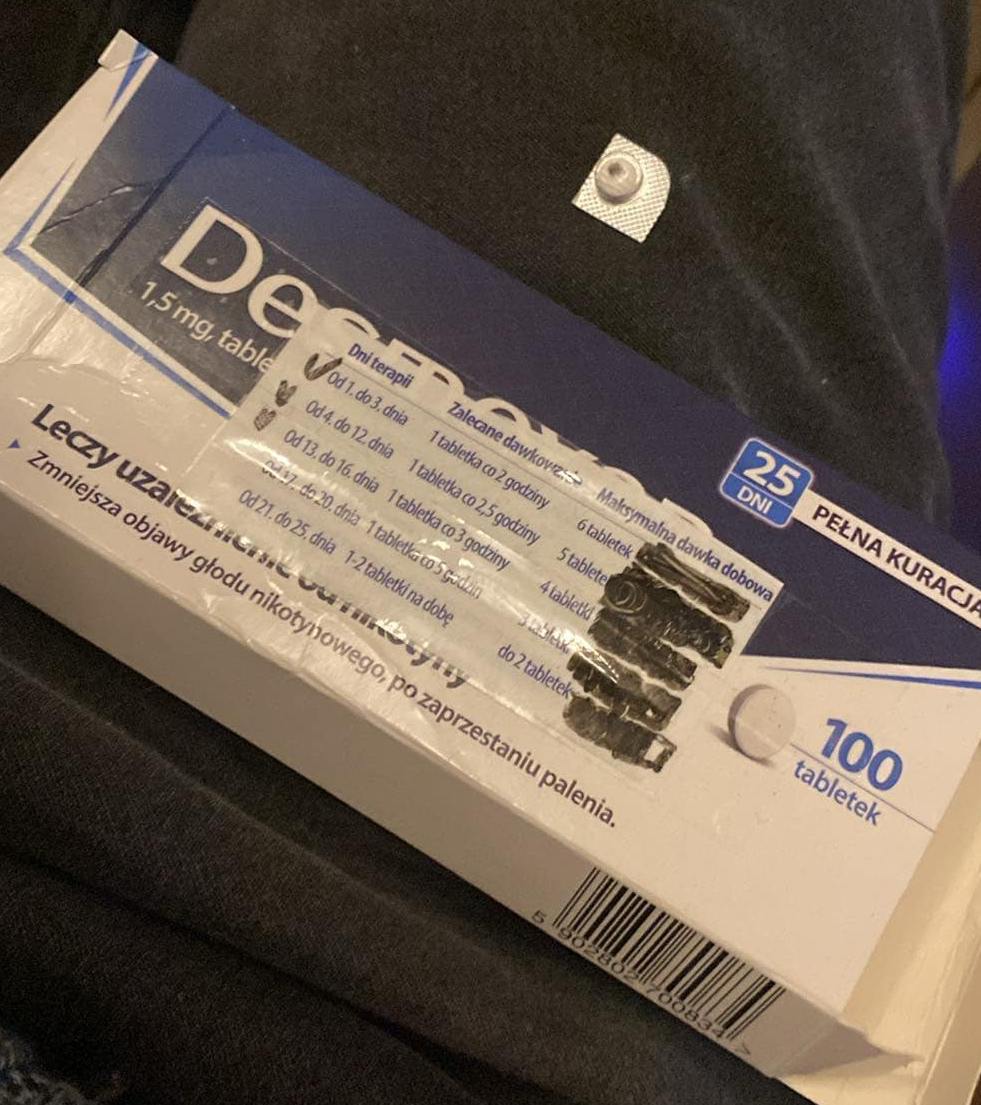 1,5 mg, table
Dni terapii Zalecane dawkowanie Maksymalna dawka dobowa
Od 1. do 3. dnia 1 tabletka co 2 godziny 6 tabletek
Od 4. do 12. dnia 1 tabletka co 2,5 godziny 5 tablete
Od 13. do 16. dnia 1 tabletka co 3 godziny 4 tabletki
Od 17. do 20. dnia 1 tabletka co 5 godzin 3 tabletki
Od 21. do 25. dnia 1-2 tabletki na dobę do 2 tabletek
25
DNI
PEŁNA KURACJA
Leczy uzależnienie od nikotyny
Zmniejsza objawy głodu nikotynowego, po zaprzestaniu palenia.
100
tabletek
5 902802 700834 >